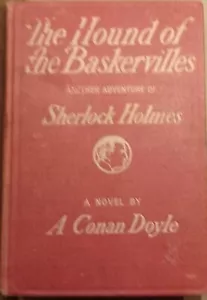 The Hound of
the Baskervilles
ANOTHER ADVENTURE OF
Sherlock Holmes
A NOVEL BY
A Conan Doyle